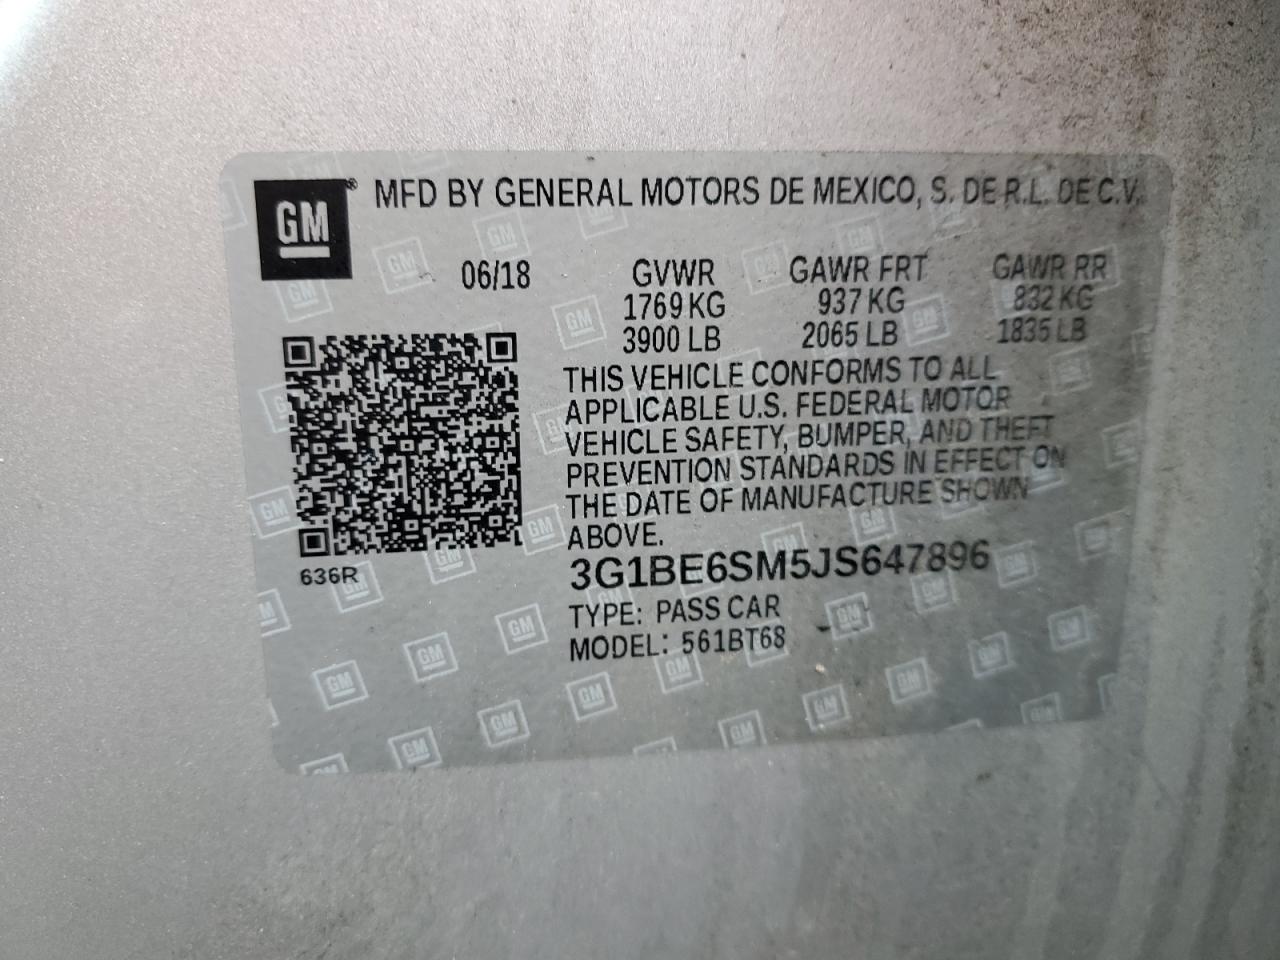 GM® MFD BY GENERAL MOTORS DE MEXICO, S. DE R.L. DE C.V.
06/18 GVWR GAWR FRT GAWR RR
1769 KG 937 KG 832 KG
3900 LB 2065 LB 1835 LB
THIS VEHICLE CONFORMS TO ALL
APPLICABLE U.S. FEDERAL MOTOR
VEHICLE SAFETY, BUMPER, AND THEFT
PREVENTION STANDARDS IN EFFECT ON
THE DATE OF MANUFACTURE SHOWN
ABOVE.
636R 3G1BE6SM5JS647896
TYPE: PASS CAR
MODEL: 561BT68